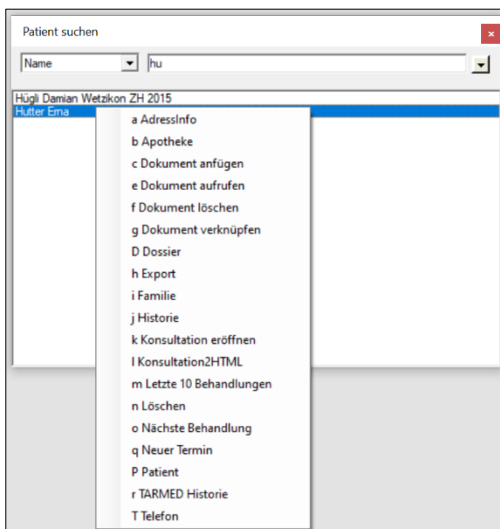 Patient suchen
Name
hu
Hügli Damian Wetzikon ZH 2015
Hutter Erna
a AdressInfo
b Apotheke
c Dokument anfügen
e Dokument aufrufen
f Dokument löschen
g Dokument verknüpfen
D Dossier
h Export
i Familie
j Historie
k Konsultation eröffnen
l Konsultation2HTML
m Letzte 10 Behandlungen
n Löschen
o Nächste Behandlung
q Neuer Termin
P Patient
r TARMED Historie
T Telefon